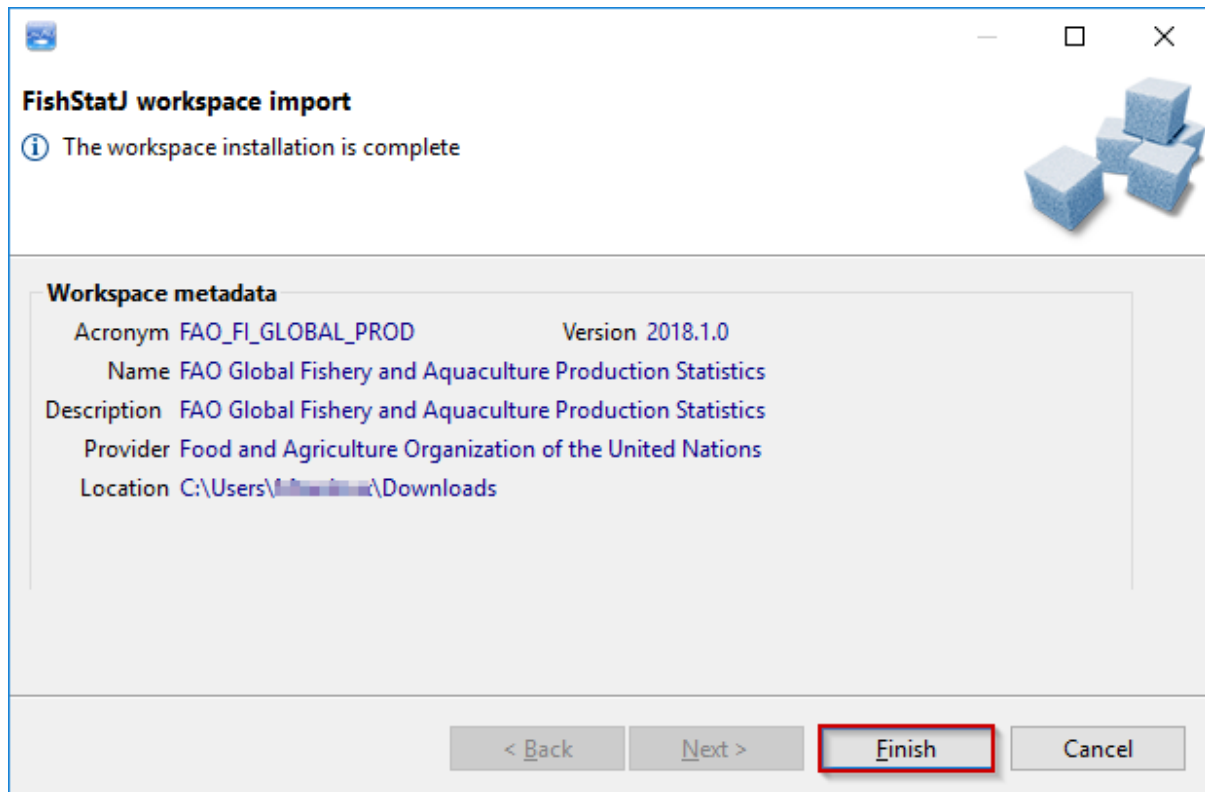 FishStatJ workspace import
The workspace installation is complete
Workspace metadata
Acronym FAO_FI_GLOBAL_PROD Version 2018.1.0
Name FAO Global Fishery and Aquaculture Production Statistics
Description FAO Global Fishery and Aquaculture Production Statistics
Provider Food and Agriculture Organization of the United Nations
Location C:\Users\ \Downloads
< Back Next > Finish Cancel